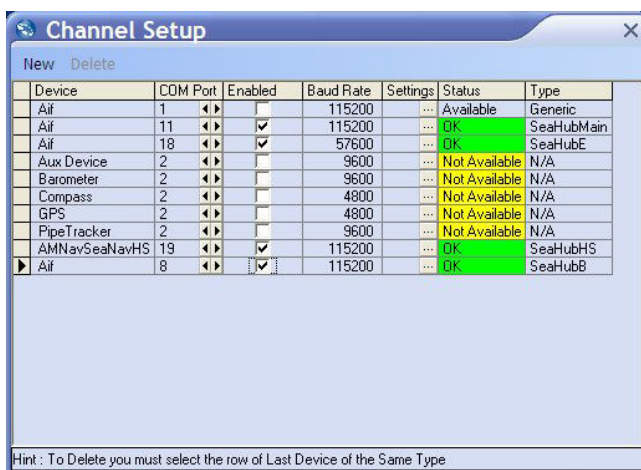 Channel Setup
New Delete
Device COM Port Enabled Baud Rate Settings Status Type
Aif 1 115200 ... Available Generic
Aif 11 115200 ... OK SeaHubMain
Aif 18 57600 ... OK SeaHubE
Aux Device 2 9600 ... Not Available N/A
Barometer 2 9600 ... Not Available N/A
Compass 2 4800 ... Not Available N/A
GPS 2 4800 ... Not Available N/A
PipeTracker 2 9600 ... Not Available N/A
AMNavSeaNavHS 19 115200 ... OK SeaHubHS
Aif 8 115200 ... OK SeaHubB
Hint : To Delete you must select the row of Last Device of the Same Type